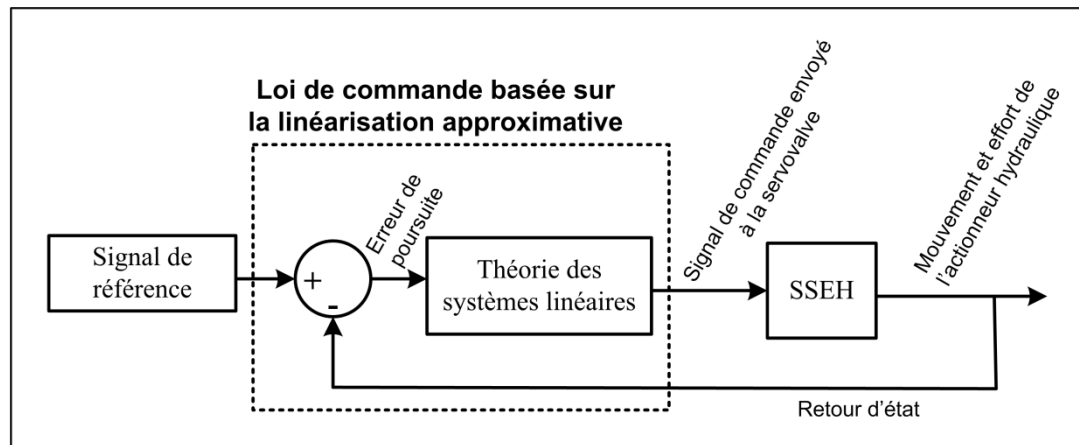 Loi de commande basée sur
la linéarisation approximative
Signal de
référence
+
-
Erreur de
poursuite
Théorie des
systèmes linéaires
Signal de commande envoyé
à la servovalve
SSEH
Mouvement et effort de
l'actionneur hydraulique
Retour d'état